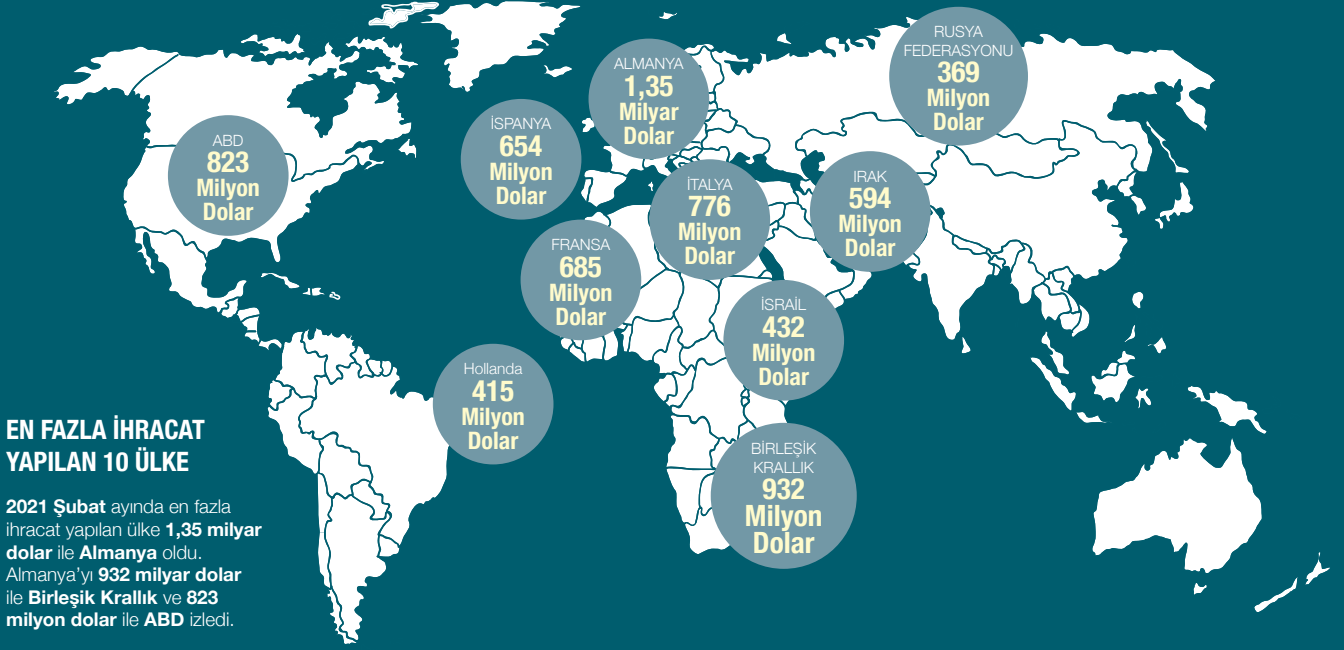 RUSYA
FEDERASYONU
369
Milyon
Dolar
ALMANYA
1,35
Milyar
Dolar
İSPANYA
654
Milyon
Dolar
ABD
823
Milyon
Dolar
İTALYA
776
Milyon
Dolar
IRAK
594
Milyon
Dolar
FRANSA
685
Milyon
Dolar
İSRAİL
432
Milyon
Dolar
Hollanda
415
Milyon
Dolar
BİRLEŞİK
KRALLIK
932
Milyon
Dolar
EN FAZLA İHRACAT
YAPILAN 10 ÜLKE
2021 Şubat ayında en fazla
ihracat yapılan ülke 1,35 milyar
dolar ile Almanya oldu.
Almanya’yı 932 milyar dolar
ile Birleşik Krallık ve 823
milyon dolar ile ABD izledi.